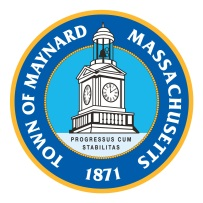 TOWN OF MAYNARD MASSACHUSETTS
PROGRESSUS CUM
STABILITAS
1871